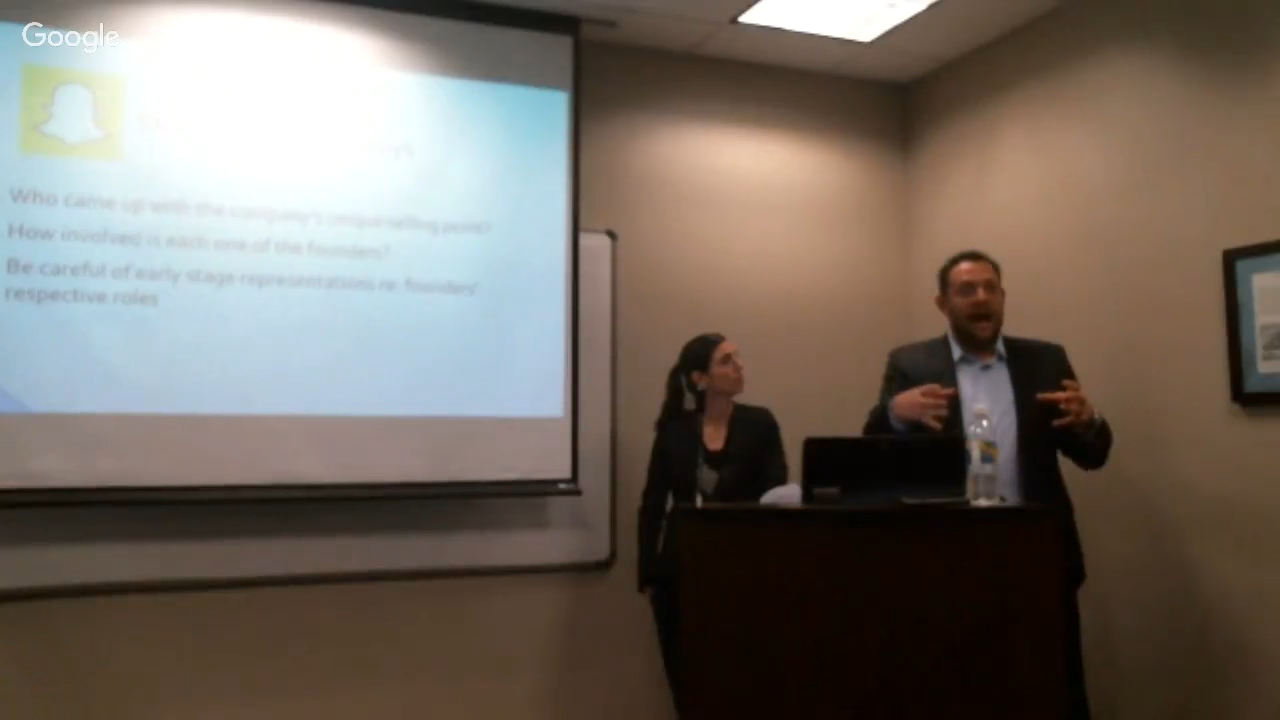 Google
Who came up with the company's unique selling point?
How involved is each one of the founders?
Be careful of early stage representations re: founders'
respective roles